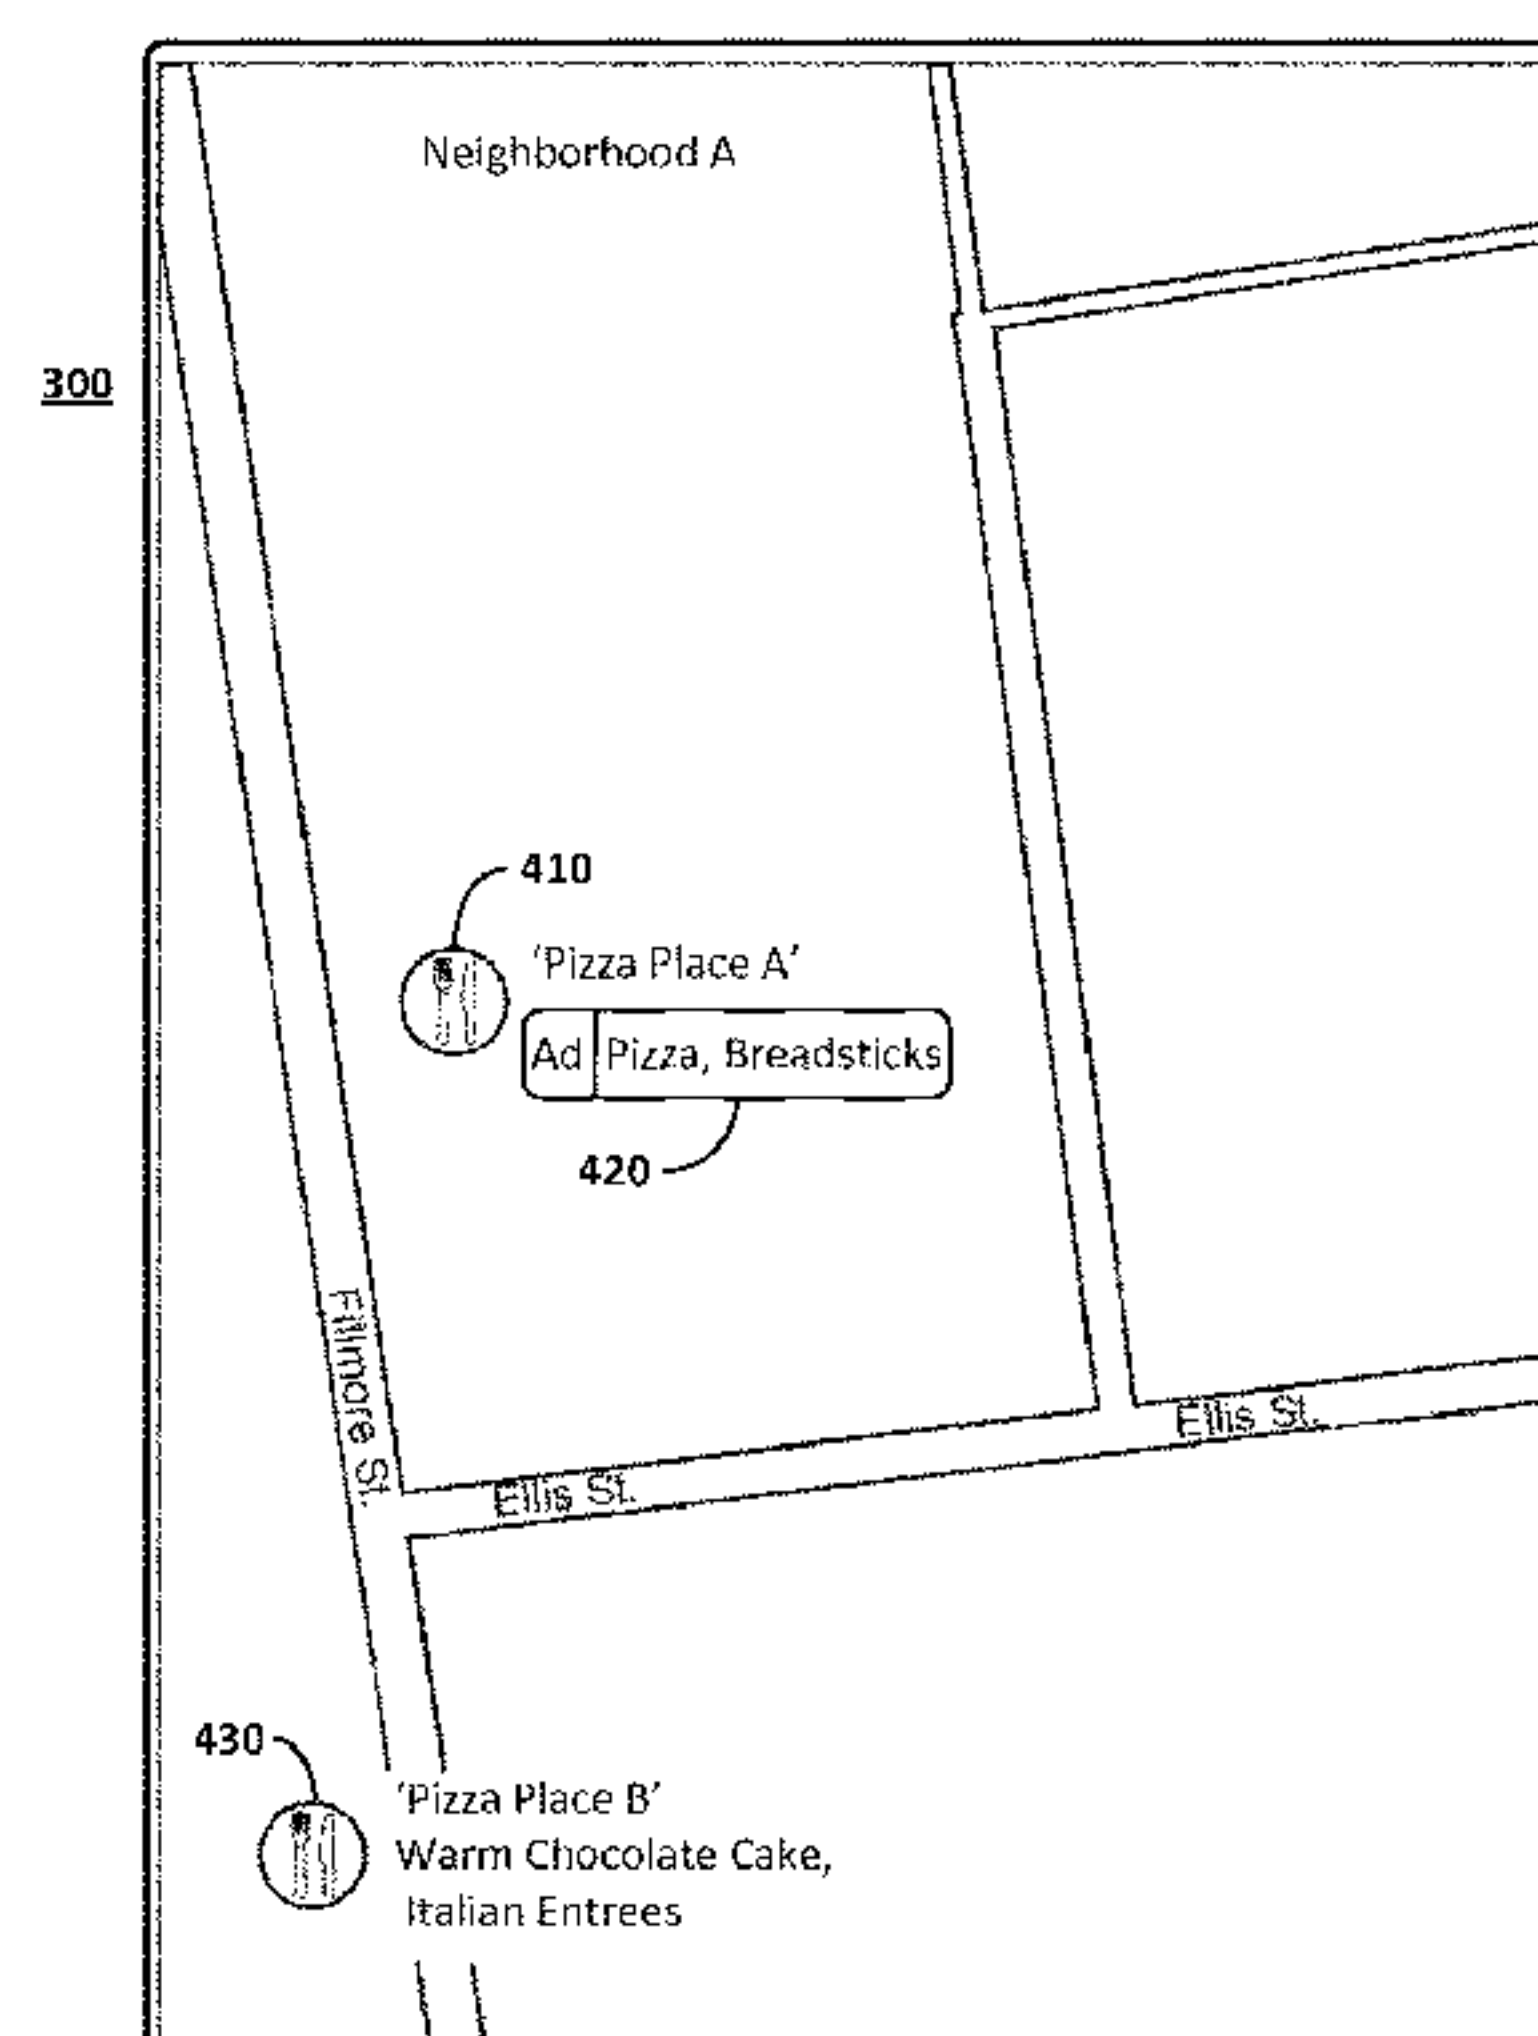 Neighborhood A
300
410
'Pizza Place A'
Ad Pizza, Breadsticks
420
Fillmore St.
Ellis St.
Ellis St.
430
'Pizza Place B'
Warm Chocolate Cake,
Italian Entrees